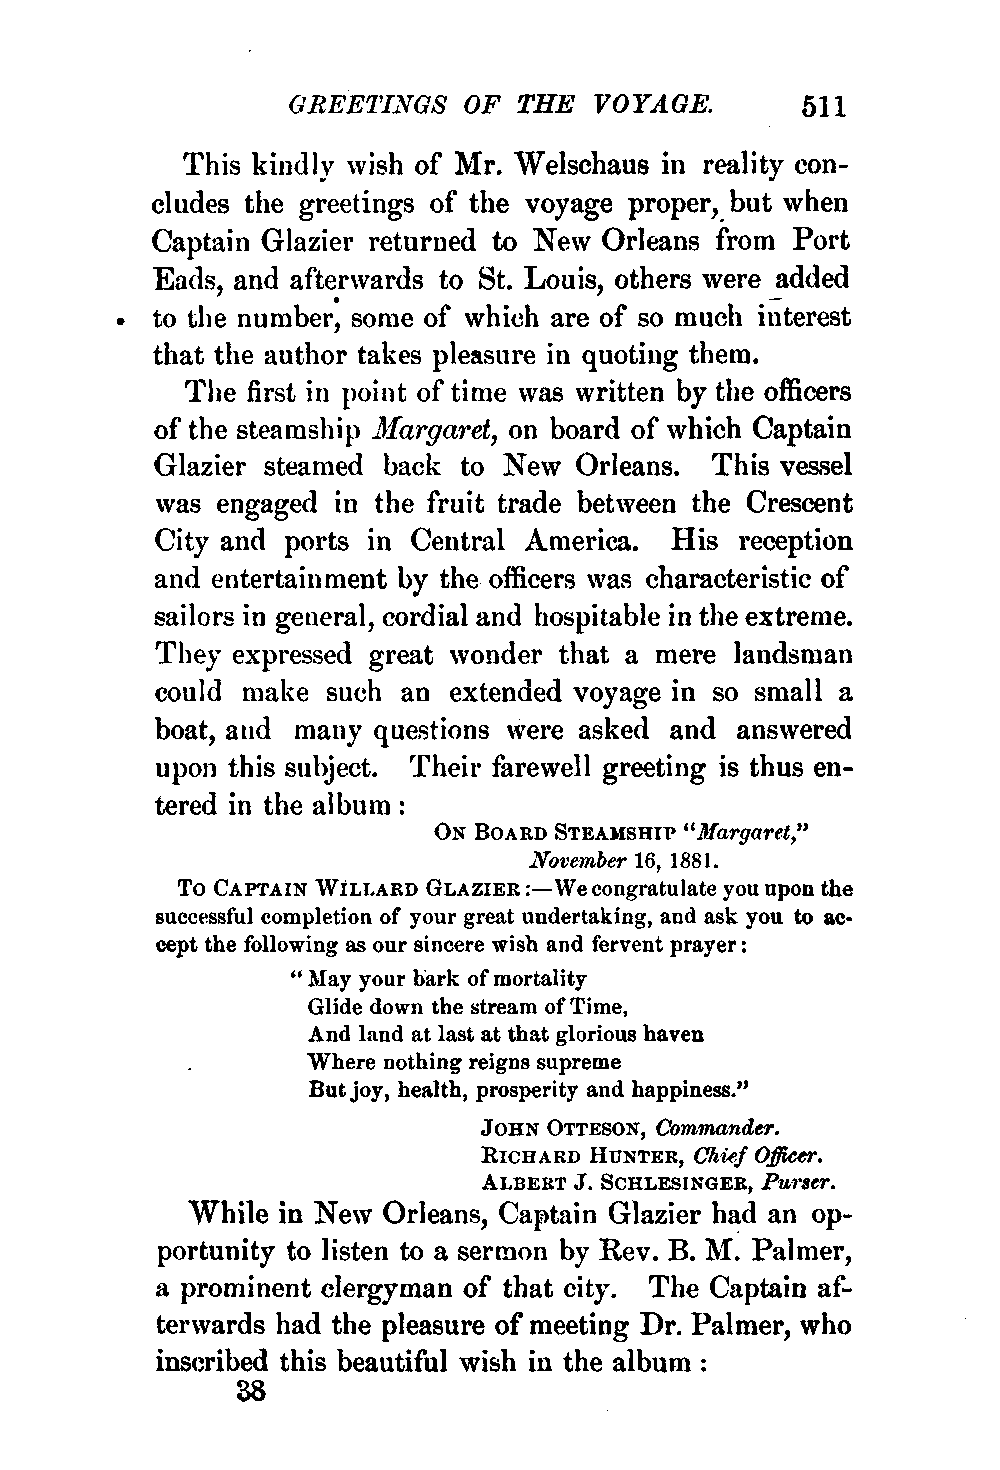 GREETINGS OF THE VOYAGE. 511
This kindly wish of Mr. Welschaus in reality con-
cludes the greetings of the voyage proper, but when
Captain Glazier returned to New Orleans from Port
Eads, and afterwards to St. Louis, others were added
to the number, some of which are of so much interest
that the author takes pleasure in quoting them.
The first in point of time was written by the officers
of the steamship Margaret, on board of which Captain
Glazier steamed back to New Orleans. This vessel
was engaged in the fruit trade between the Crescent
City and ports in Central America. His reception
and entertainment by the officers was characteristic of
sailors in general, cordial and hospitable in the extreme.
They expressed great wonder that a mere landsman
could make such an extended voyage in so small a
boat, and many questions were asked and answered
upon this subject. Their farewell greeting is thus en-
tered in the album:
ON BOARD STEAMSHIP "Margaret,"
November 16, 1881.
TO CAPTAIN WILLARD GLAZIER:—We congratulate you upon the
successful completion of your great undertaking, and ask you to ac-
cept the following as our sincere wish and fervent prayer:
"May your bark of mortality
Glide down the stream of Time,
And land at last at that glorious haven
Where nothing reigns supreme
But joy, health, prosperity and happiness."
JOHN OTTESON, Commander.
RICHARD HUNTER, Chief Officer.
ALBERT J. SCHLESINGER, Purser.
While in New Orleans, Captain Glazier had an op-
portunity to listen to a sermon by Rev. B. M. Palmer,
a prominent clergyman of that city. The Captain af-
terwards had the pleasure of meeting Dr. Palmer, who
inscribed this beautiful wish in the album:
38